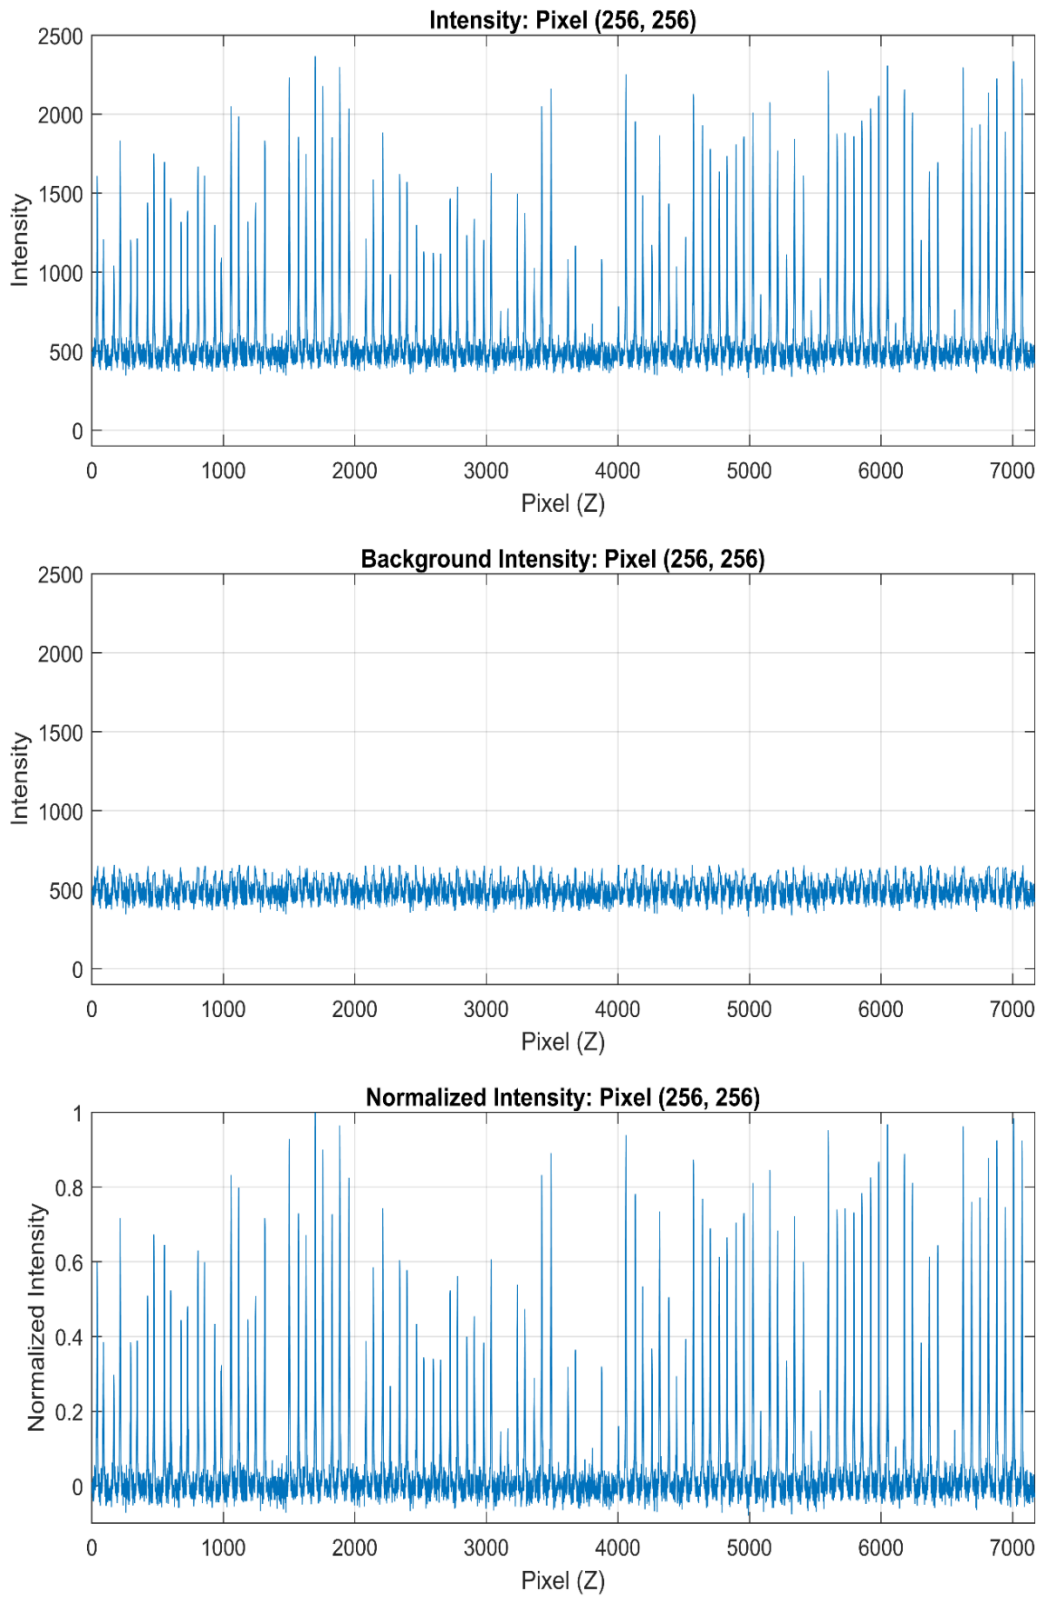 Intensity: Pixel (256, 256)
2500
2000
1500
1000
500
0
Intensity
0 1000 2000 3000 4000 5000 6000 7000
Pixel (Z)
Background Intensity: Pixel (256, 256)
2500
2000
1500
1000
500
0
Intensity
0 1000 2000 3000 4000 5000 6000 7000
Pixel (Z)
Normalized Intensity: Pixel (256, 256)
1
0.8
0.6
0.4
0.2
0
Normalized Intensity
0 1000 2000 3000 4000 5000 6000 7000
Pixel (Z)